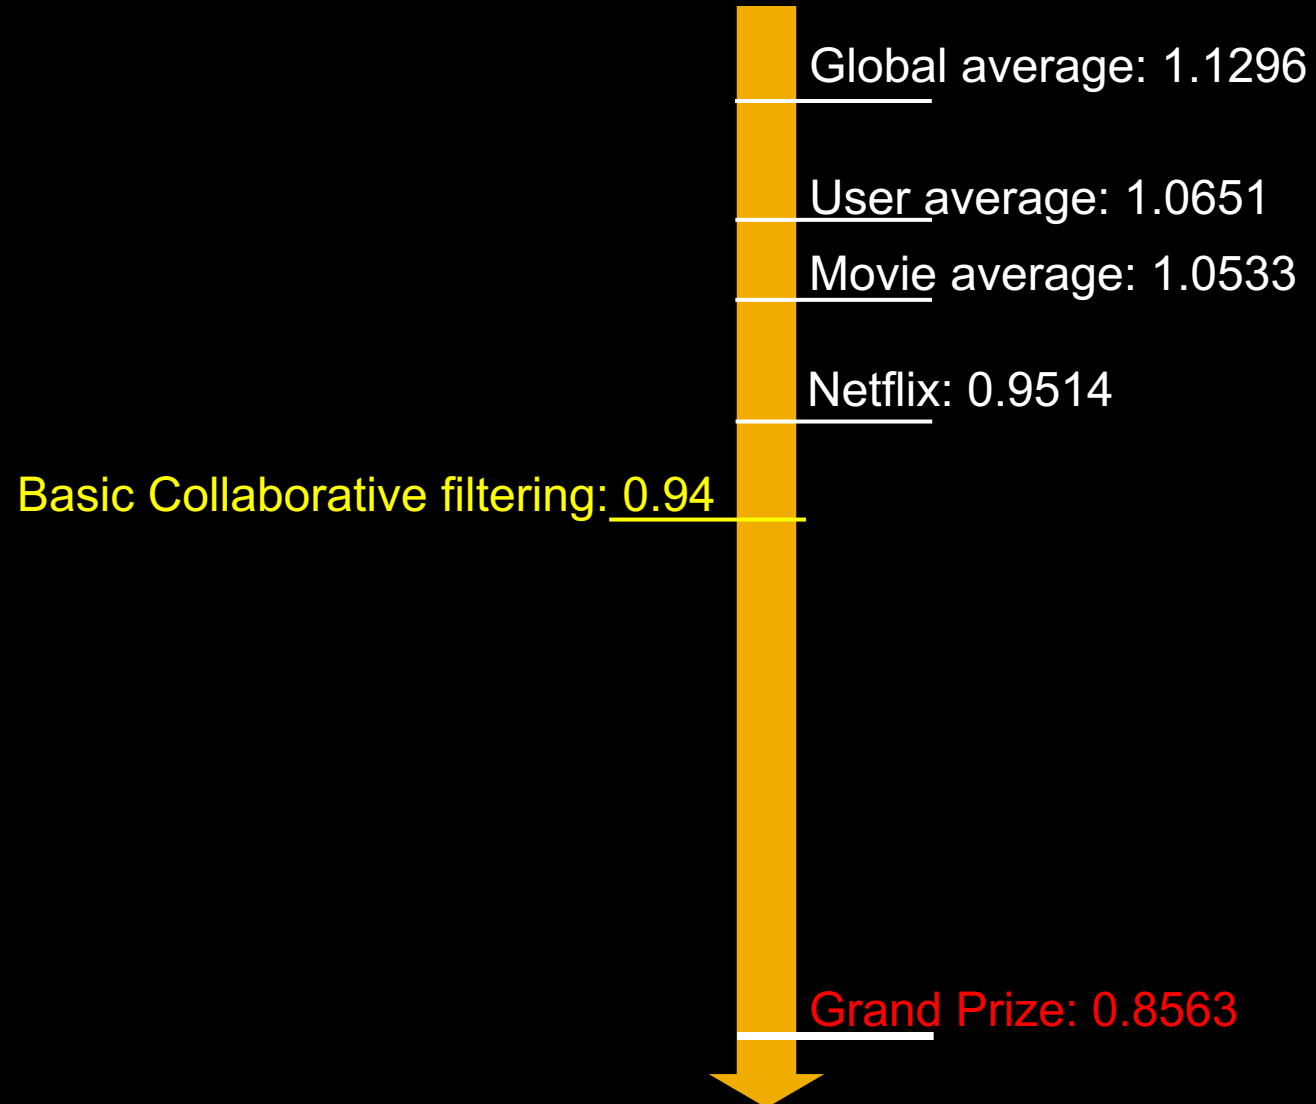 Global average: 1.1296
User average: 1.0651
Movie average: 1.0533
Netflix: 0.9514
Basic Collaborative filtering: 0.94
Grand Prize: 0.8563